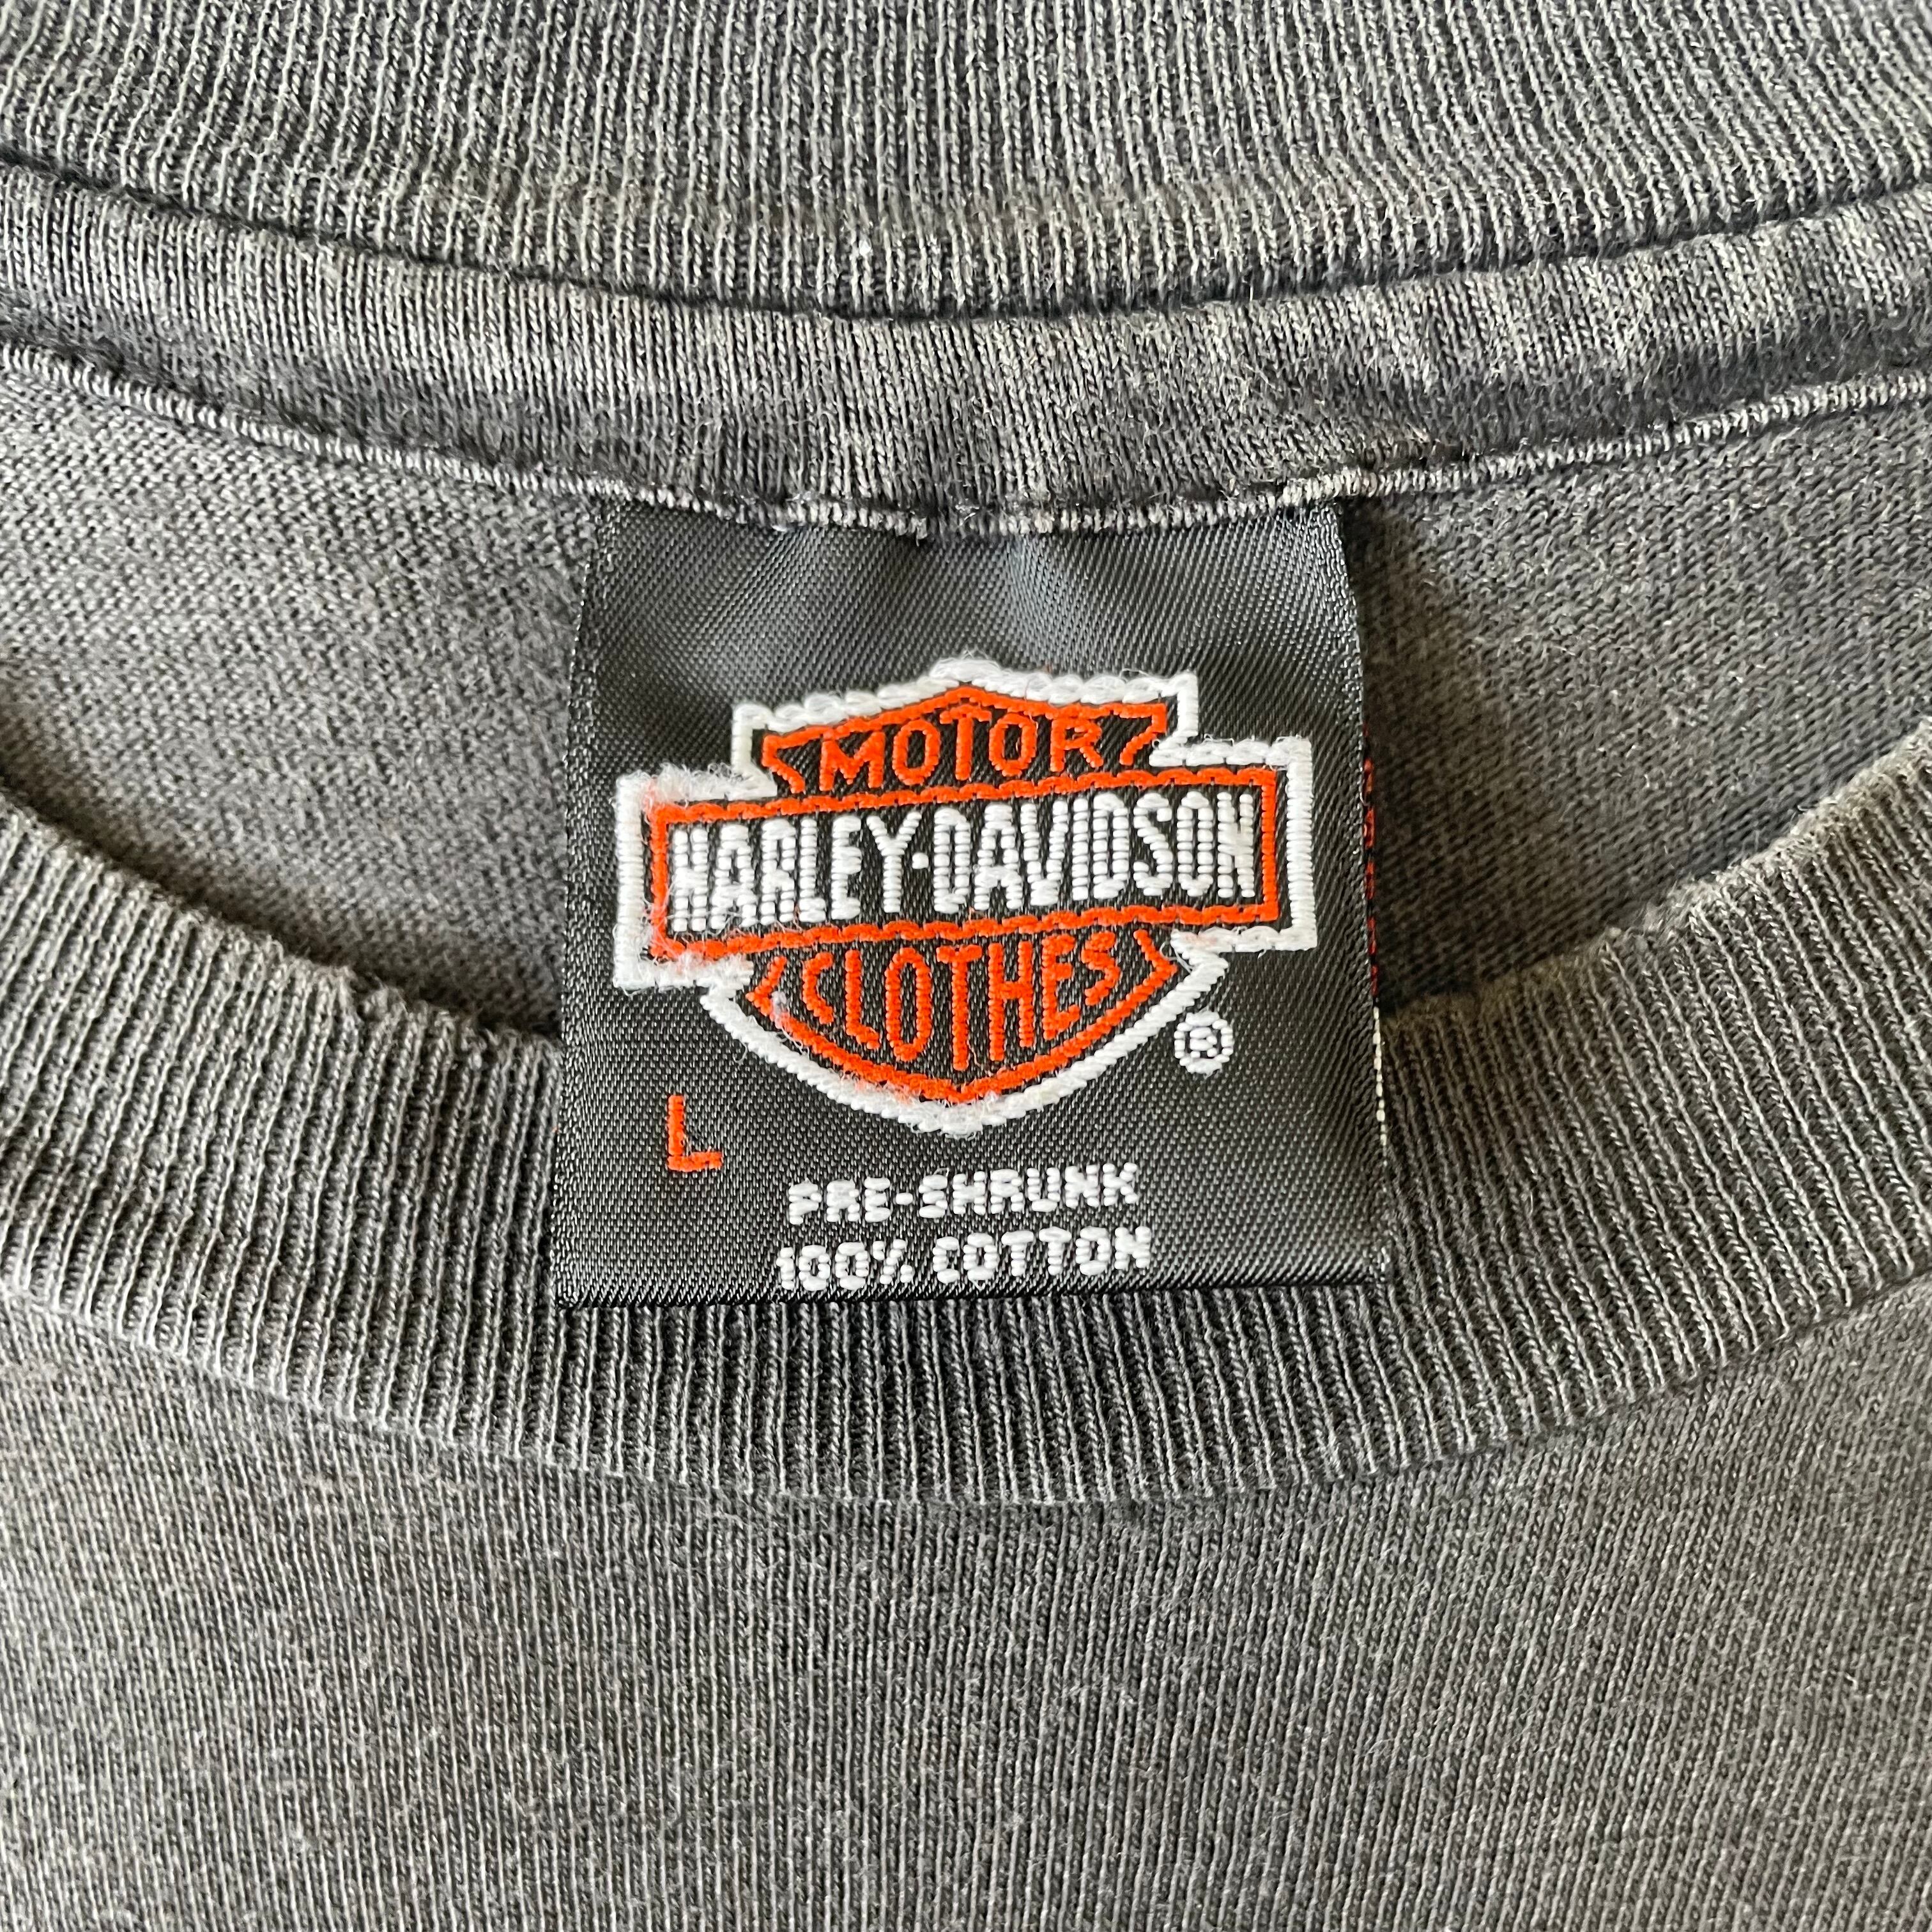 MOTOR
HARLEY-DAVIDSON
CLOTHES
®
L
PRE-SHRUNK
100% COTTON